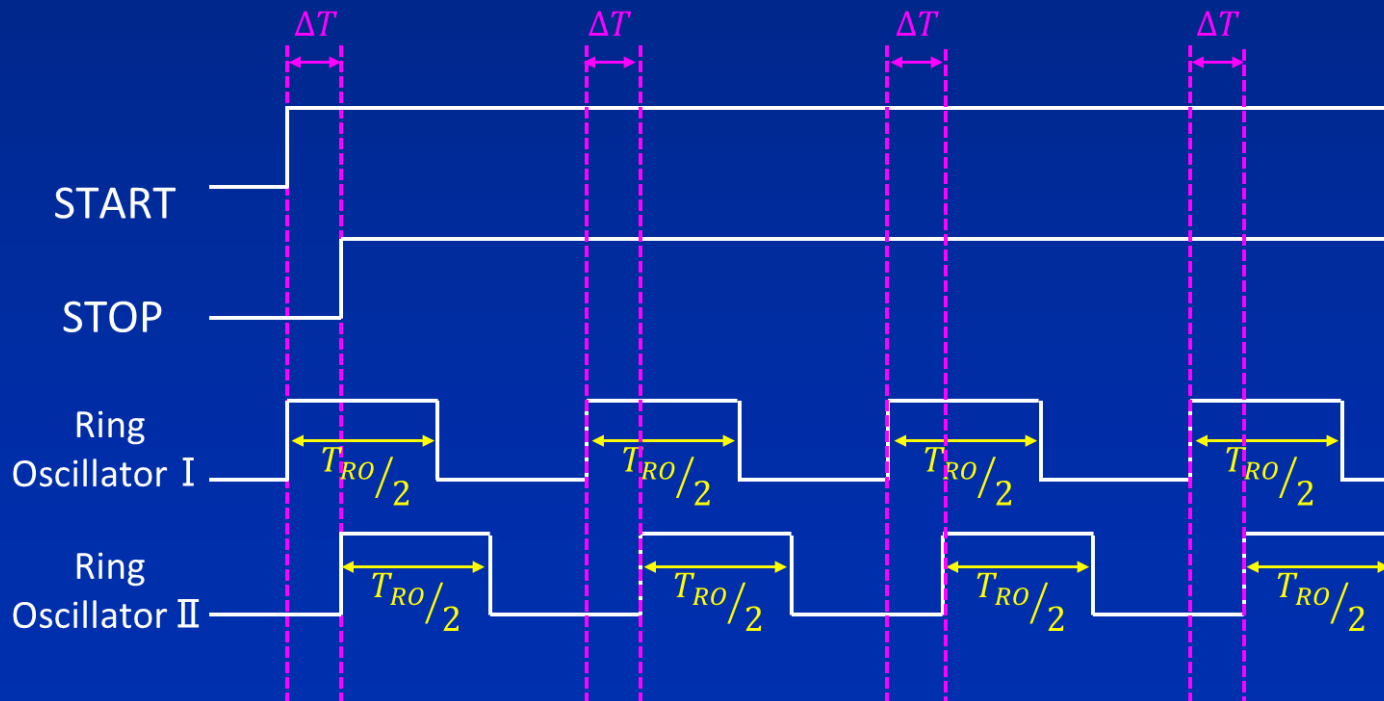 ΔT ΔT ΔT ΔT
START
STOP
Ring
Oscillator Ⅰ
T_RO/2 T_RO/2 T_RO/2 T_RO/2
Ring
Oscillator Ⅱ
T_RO/2 T_RO/2 T_RO/2 T_RO/2